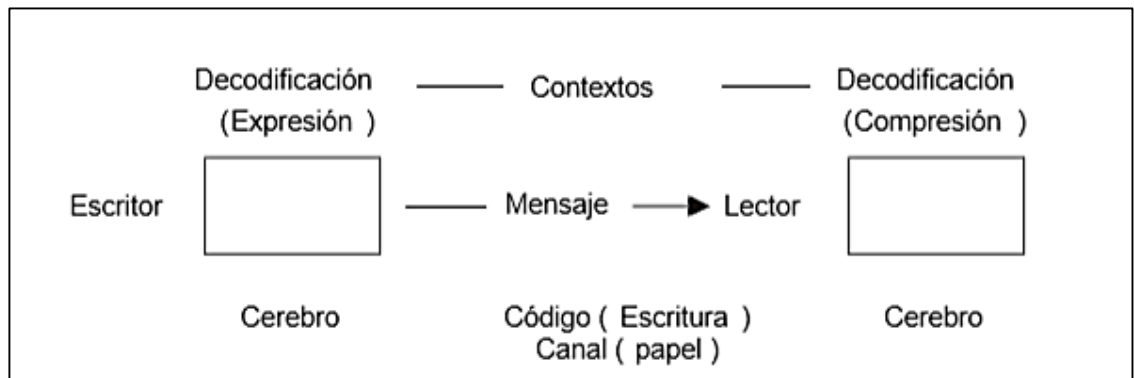 Decodificación Contextos Decodificación
(Expresión ) (Compresión )
Escritor Mensaje Lector
Cerebro Código ( Escritura ) Cerebro
Canal ( papel )